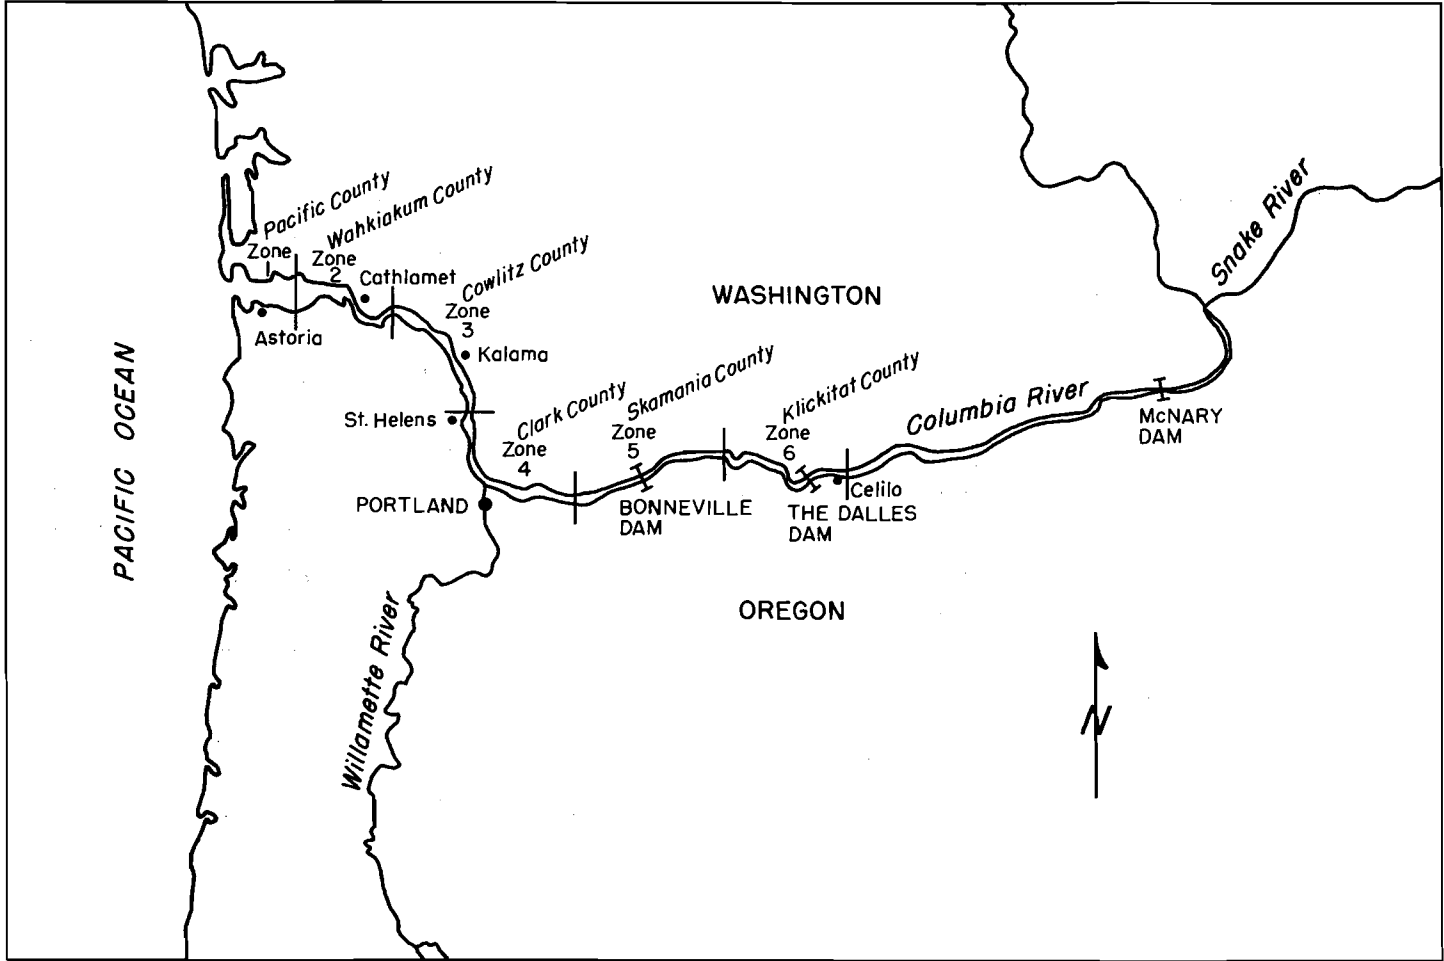 Pacific County
Zone
1
Wahkiakum County
Zone
2
Cathlamet
Cowlitz County
Zone
3
Astoria
Kalama
St. Helens
Clark County
Zone
4
Skamania County
Zone
5
Klickitat County
Zone
6
WASHINGTON
Snake River
Columbia River
McNARY
DAM
PORTLAND
BONNEVILLE
DAM
Celilo
THE DALLES
DAM
PACIFIC OCEAN
OREGON
Willamette River
N